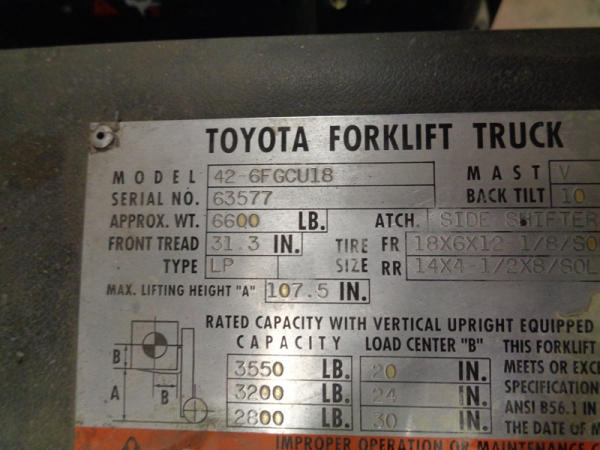 TOYOTA FORKLIFT TRUCK
MODEL 42-6FGCU18 MAST V
SERIAL NO. 63577 BACK TILT 10
APPROX. WT. 6600 LB. ATCH. SIDE SHIFTER
FRONT TREAD 31.3 IN. TIRE FR 18X6X12 1/8/SO
TYPE LP SIZE RR 14X4-1/2X8/SOL
MAX. LIFTING HEIGHT "A" 107.5 IN.
RATED CAPACITY WITH VERTICAL UPRIGHT EQUIPPED
CAPACITY LOAD CENTER "B" THIS FORKLIFT
B 3550 LB. 20 IN. MEETS OR EXCE
A B 3200 LB. 24 IN. SPECIFICATION
2800 LB. 30 IN. ANSI B56.1 IN
THE DATE OF M
IMPROPER OPERATION OR MAINTENANCE C